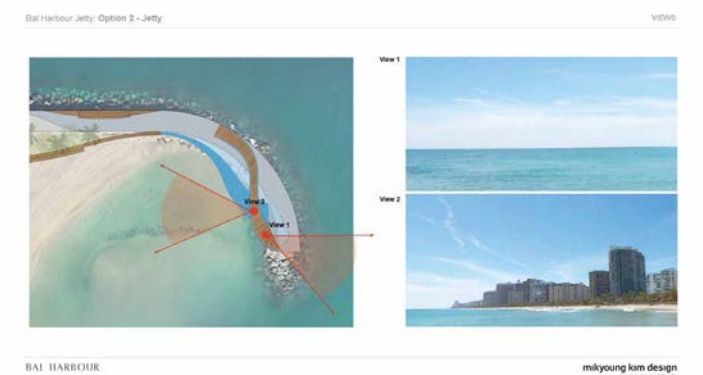 Bal Harbour Jetty: Option 2 - Jetty
VIEWS
View 1
View 2
View 2
View 1
BAL HARBOUR
mikyoung kim design